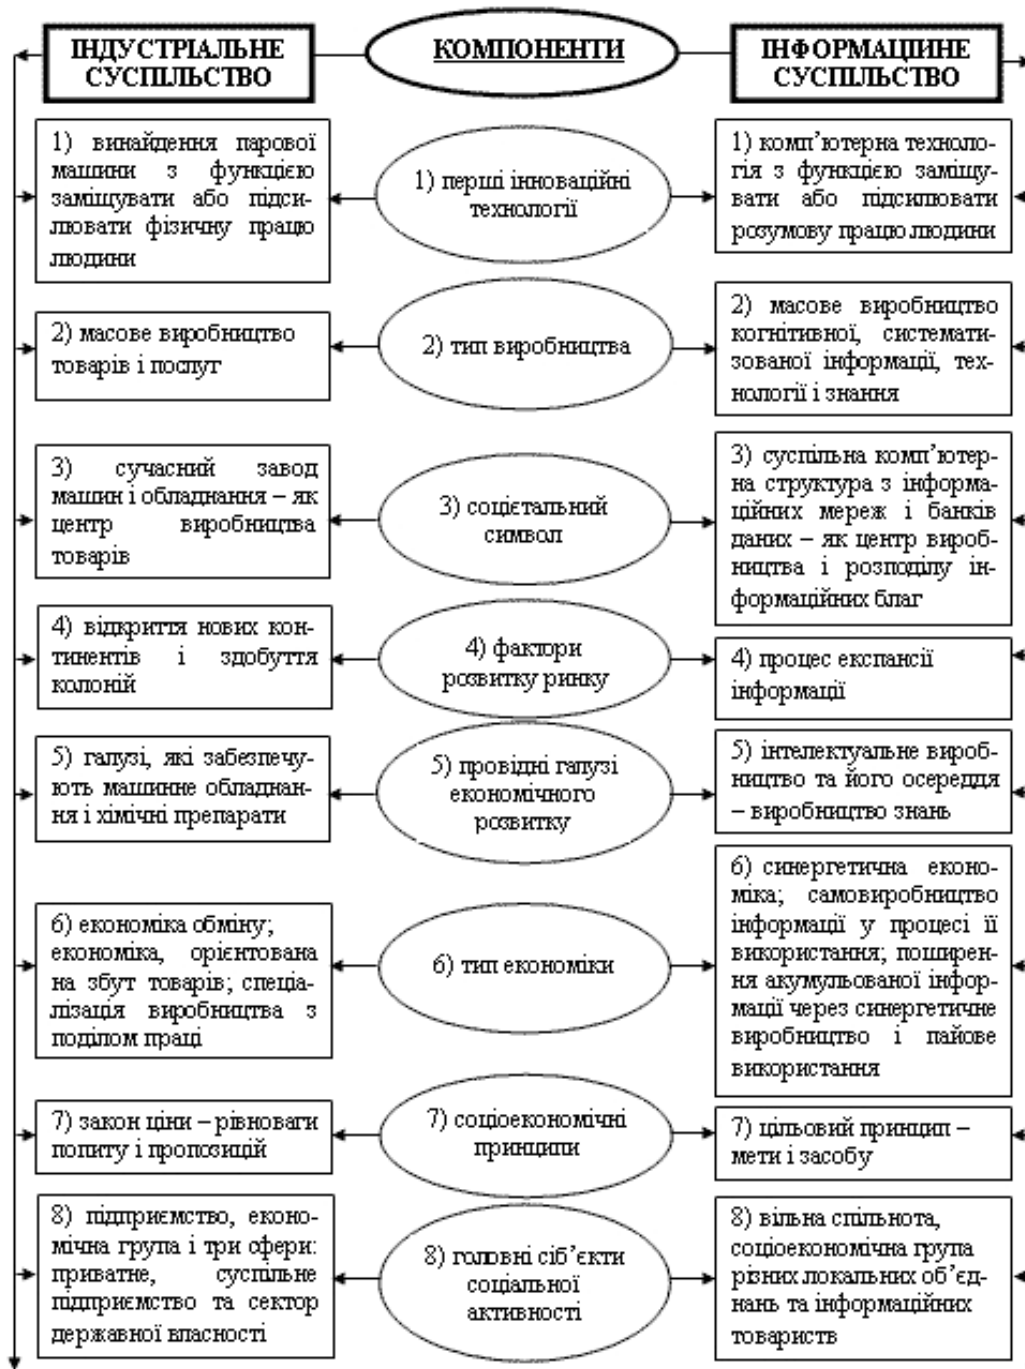 ІНДУСТРІАЛЬНЕ
СУСПІЛЬСТВО
КОМПОНЕНТИ
ІНФОРМАЦІЙНЕ
СУСПІЛЬСТВО
1) винайдення парової
машини з функцією
заміщувати або підси-
лювати фізичну працю
людини
1) перші інноваційні
технології
1) комп’ютерна техноло-
гія з функцією заміщу-
вати або підсилювати
розумову працю людини
2) масове виробництво
товарів і послуг
2) тип виробництва
2) масове виробництво
когнітивної, системати-
зованої інформації, тех-
нології і знання
3) сучасний завод
машин і обладнання – як
центр виробництва
товарів
3) соцієтальний
символ
3) суспільна комп’ютер-
на структура з інформа-
ційних мереж і банків
даних – як центр вироб-
ництва і розподілу ін-
формаційних благ
4) відкриття нових кон-
тинентів і здобуття
колоній
4) фактори
розвитку ринку
4) процес експансії
інформації
5) галузі, які забезпечу-
ють машинне обладнан-
ня і хімічні препарати
5) провідні галузі
економічного
розвитку
5) інтелектуальне вироб-
ництво та його осереддя
– виробництво знань
6) економіка обміну;
економіка, орієнтована
на збут товарів; спеціа-
лізація виробництва з
поділом праці
6) тип економіки
6) синергетична еконо-
міка; самовиробництво
інформації у процесі її
використання; поширен-
ня акумульованої інфор-
мації через синергетичне
виробництво і пайове
використання
7) закон ціни – рівноваги
попиту і пропозицій
7) соціоекономічні
принципи
7) цільовий принцип –
мети і засобу
8) підприємство, еконо-
мічна група і три сфери:
приватне, суспільне
підприємство та сектор
державної власності
8) головні сіб’єкти
соціальної
активності
8) вільна спільнота,
соціоекономічна група
різних локальних об’єд-
нань та інформаційних
товариств